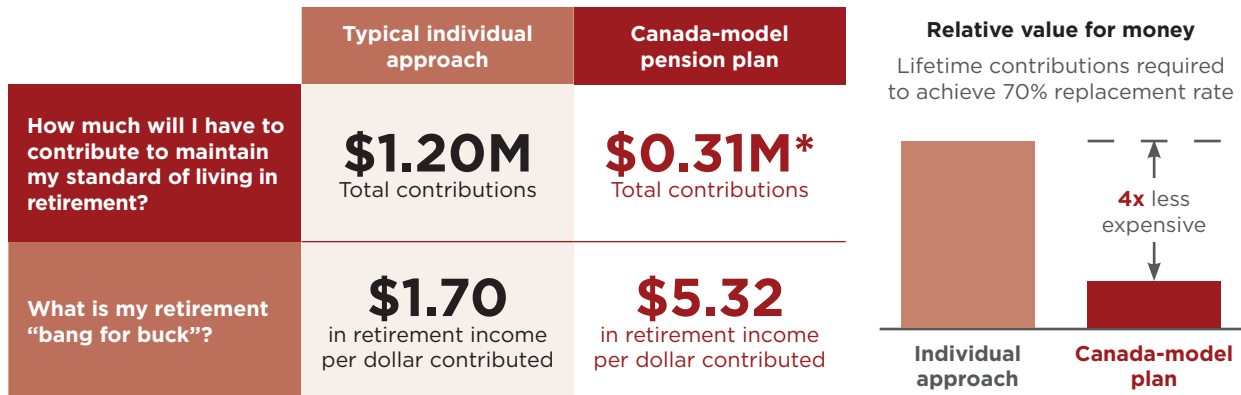 Typical individual
approach
Canada-model
pension plan
How much will I have to
contribute to maintain
my standard of living in
retirement?
$1.20M
Total contributions
$0.31M*
Total contributions
What is my retirement
“bang for buck”?
$1.70
in retirement income
per dollar contributed
$5.32
in retirement income
per dollar contributed
Relative value for money
Lifetime contributions required
to achieve 70% replacement rate
4x less
expensive
Individual
approach
Canada-model
plan